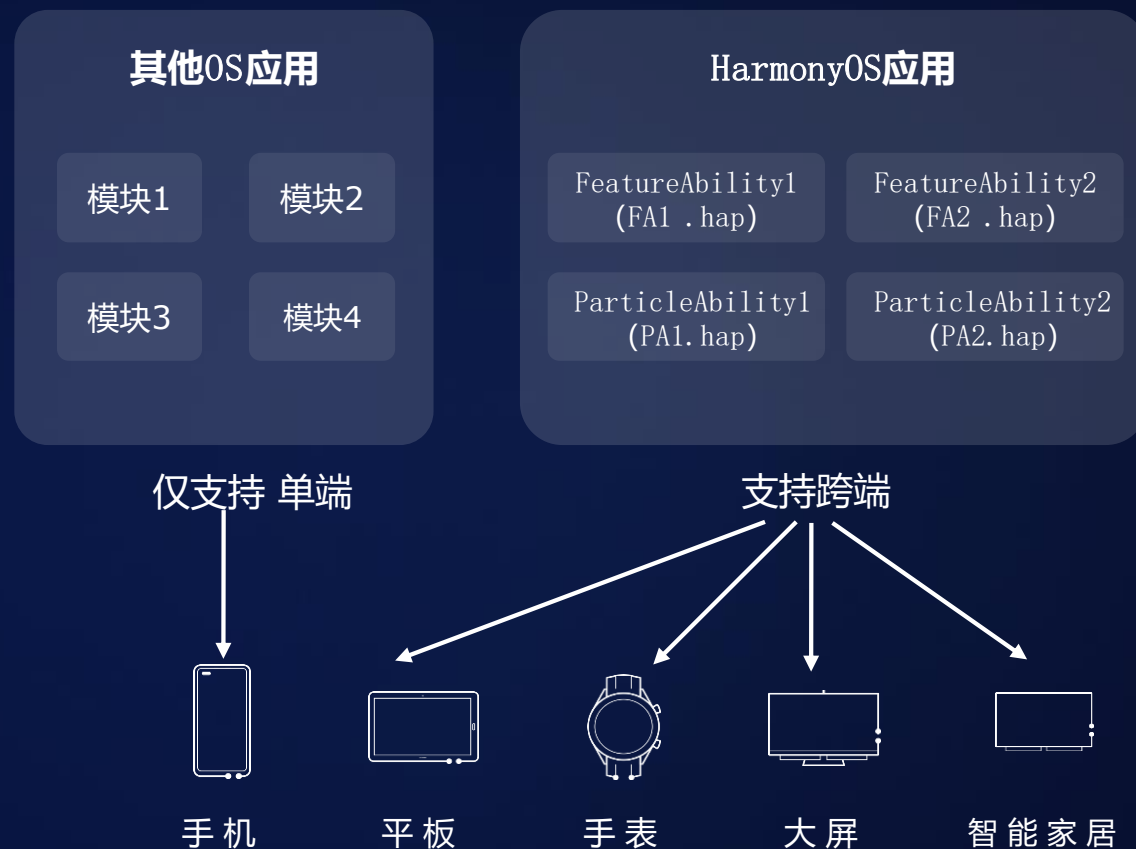 其他OS应用
模块1
模块2
模块3
模块4
HarmonyOS应用
FeatureAbility1
(FA1 .hap)
FeatureAbility2
(FA2 .hap)
ParticleAbility1
(PA1.hap)
ParticleAbility2
(PA2.hap)
仅支持 单端
支持跨端
手机
平板
手表
大屏
智能家居